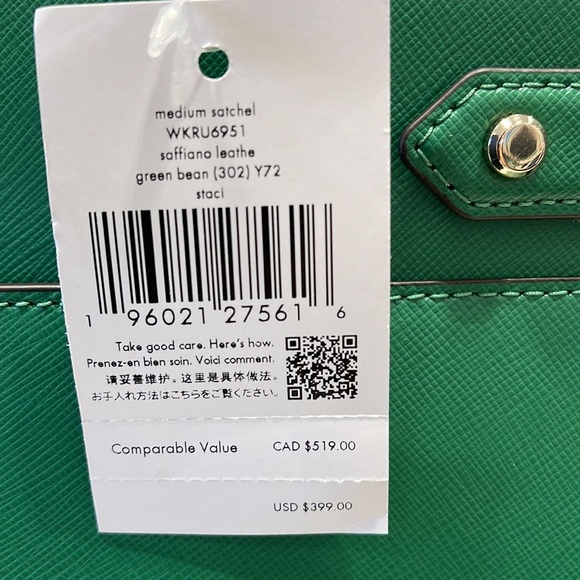 medium satchel
WKRU6951
saffiano leathe
green bean (302) Y72
staci
1 96021 27561 6
Take good care. Here's how.
Prenez-en bien soin. Voici comment.
请妥善维护。这里是具体做法。
お手入れ方法はこちらをご覧ください。
Comparable Value CAD $519.00
USD $399.00